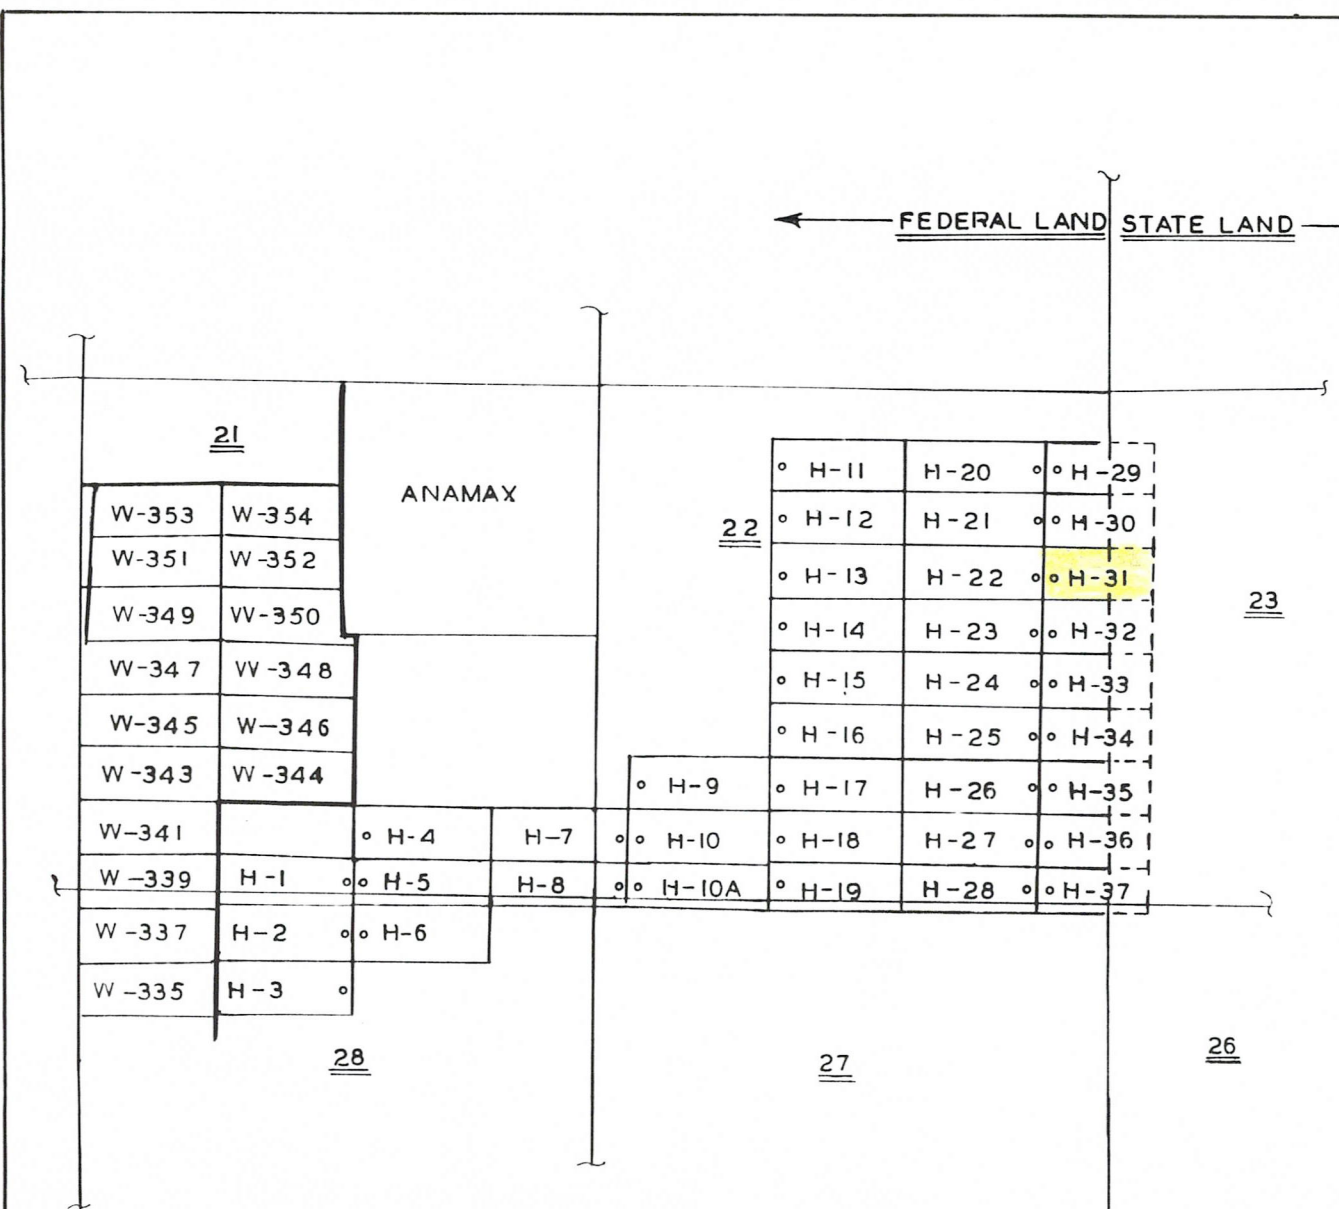 FEDERAL LAND STATE LAND
21
ANAMAX
22
23
W-353 W-354
W-351 W-352
W-349 W-350
W-347 W-348
W-345 W-346
W-343 W-344
W-341
W-339
W-337
W-335
H-1
H-2
H-3
H-4
H-5
H-6
H-7
H-8
H-9
H-10
H-10A
H-11 H-20 H-29
H-12 H-21 H-30
H-13 H-22 H-31
H-14 H-23 H-32
H-15 H-24 H-33
H-16 H-25 H-34
H-17 H-26 H-35
H-18 H-27 H-36
H-19 H-28 H-37
28
27
26